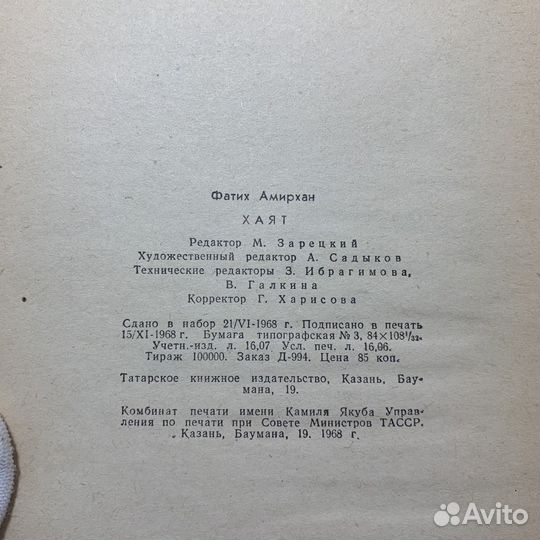 Фатих Амирхан
ХАЯТ
Редактор М. Зарецкий
Художественный редактор А. Садыков
Технические редакторы З. Ибрагимова,
В. Галкина
Корректор Г. Харисова
Сдано в набор 21/VI-1968 г. Подписано в печать
15/XI-1968 г. Бумага типографская № 3, 84×108¹/₃₂.
Учетн.-изд. л. 16,07 Усл. печ. л. 16,06.
Тираж 100000. Заказ Д-994. Цена 85 коп.
Татарское книжное издательство, Казань, Бау-
мана, 19.
Комбинат печати имени Камиля Якуба Управ-
ления по печати при Совете Министров ТАССР.
Казань, Баумана, 19. 1968 г.
Avito